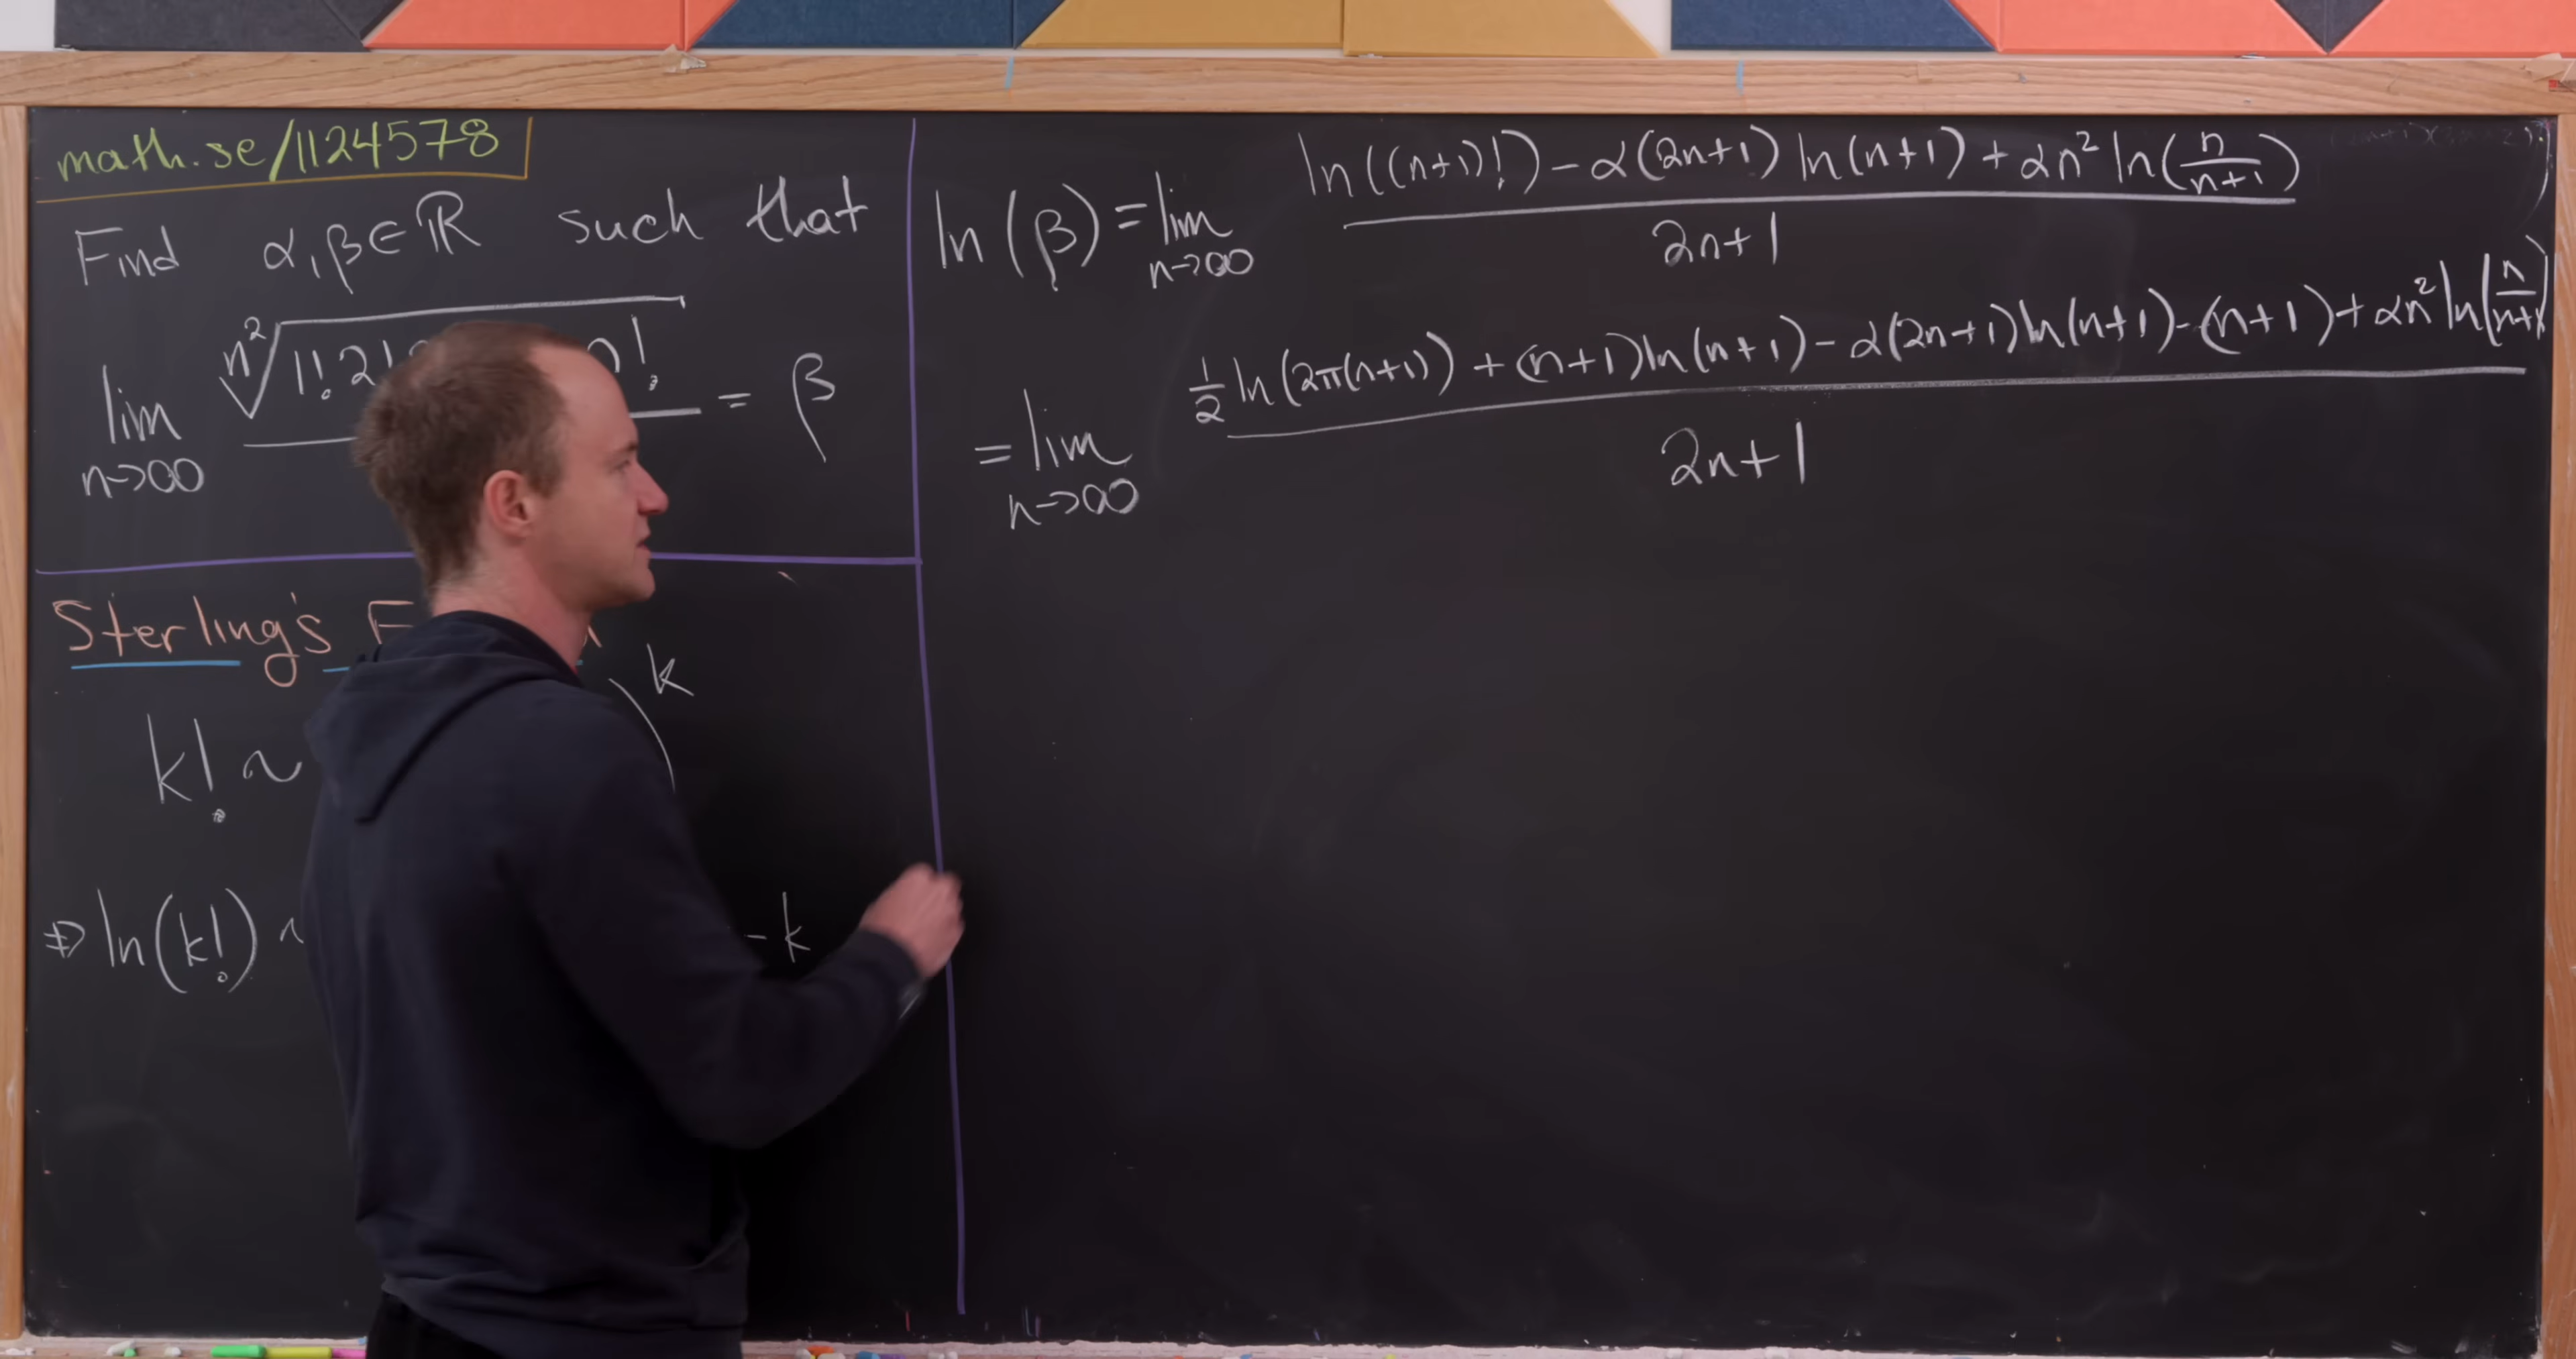 math.se/1124578
Find α,β∈ℝ such that
lim n→∞ n² √1!2! n! = β
Sterling's
k! ~ )^k
⇒ ln(k!) ~ - k
ln(β) = lim n→∞ (ln((n+1)!) - α(2n+1) ln(n+1) + αn² ln(n/(n+1))) / (2n+1)
= lim n→∞ (1/2 ln(2π(n+1)) + (n+1)ln(n+1) - α(2n+1)ln(n+1) - (n+1) + αn² ln(n/(n+1))) / (2n+1)